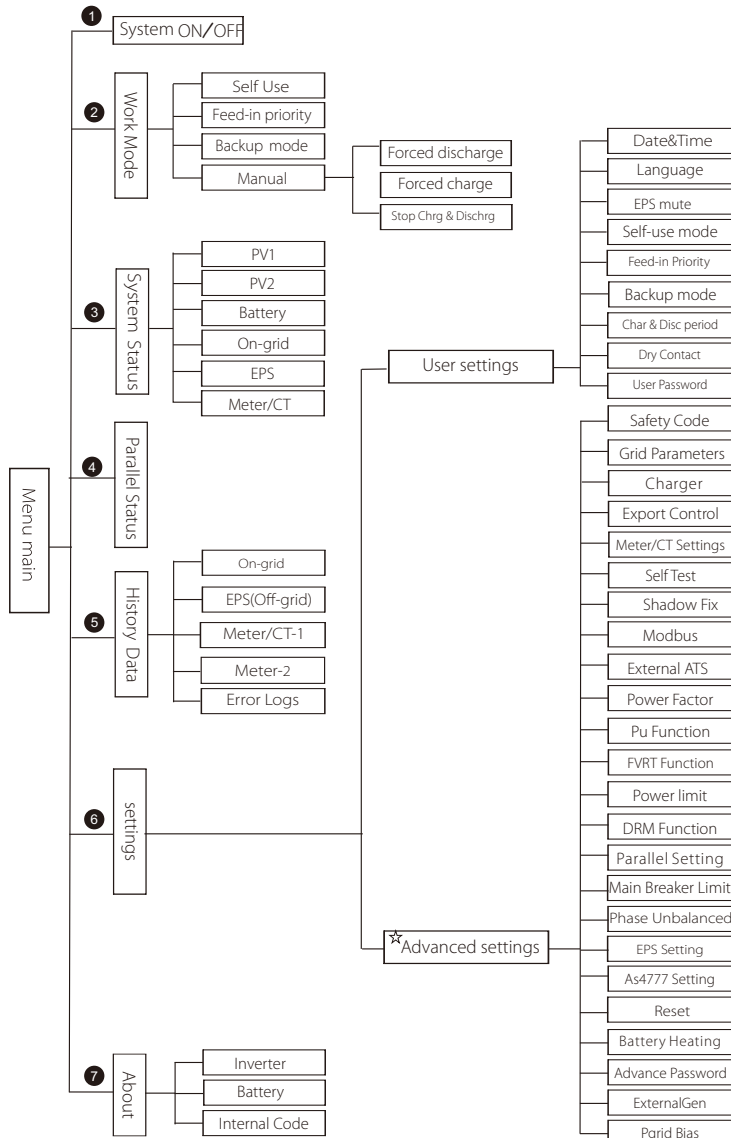 Menu main
1
System ON/OFF
2
Work Mode
Self Use
Feed-in priority
Backup mode
Manual
Forced discharge
Forced charge
Stop Chrg & Dischrg
3
System Status
PV1
PV2
Battery
On-grid
EPS
Meter/CT
4
Parallel Status
5
History Data
On-grid
EPS(Off-grid)
Meter/CT-1
Meter-2
Error Logs
6
settings
User settings
Date&Time
Language
EPS mute
Self-use mode
Feed-in Priority
Backup mode
Char & Disc period
Dry Contact
User Password
☆Advanced settings
Safety Code
Grid Parameters
Charger
Export Control
Meter/CT Settings
Self Test
Shadow Fix
Modbus
External ATS
Power Factor
Pu Function
FVRT Function
Power limit
DRM Function
Parallel Setting
Main Breaker Limit
Phase Unbalanced
EPS Setting
As4777 Setting
Reset
Battery Heating
Advance Password
ExternalGen
Pgrid Bias
7
About
Inverter
Battery
Internal Code